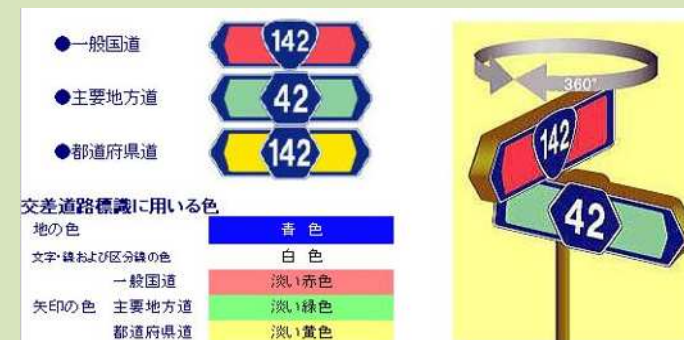 ●一般国道
142
●主要地方道
42
●都道府県道
142
交差道路標識に用いる色
地の色 青色
文字・縁および区分線の色 白色
一般国道 淡い赤色
矢印の色 主要地方道 淡い緑色
都道府県道 淡い黄色
360°
142
42